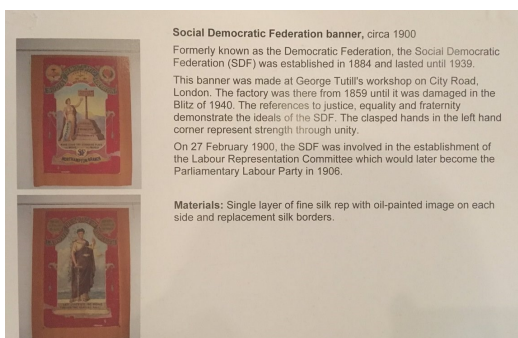 Social Democratic Federation banner, circa 1900
Formerly known as the Democratic Federation, the Social Democratic
Federation (SDF) was established in 1884 and lasted until 1939.
This banner was made at George Tutill's workshop on City Road,
London. The factory was there from 1859 until it was damaged in the
Blitz of 1940. The references to justice, equality and fraternity
demonstrate the ideals of the SDF. The clasped hands in the left hand
corner represent strength through unity.
On 27 February 1900, the SDF was involved in the establishment of
the Labour Representation Committee which would later become the
Parliamentary Labour Party in 1906.
Materials: Single layer of fine silk rep with oil-painted image on each
side and replacement silk borders.